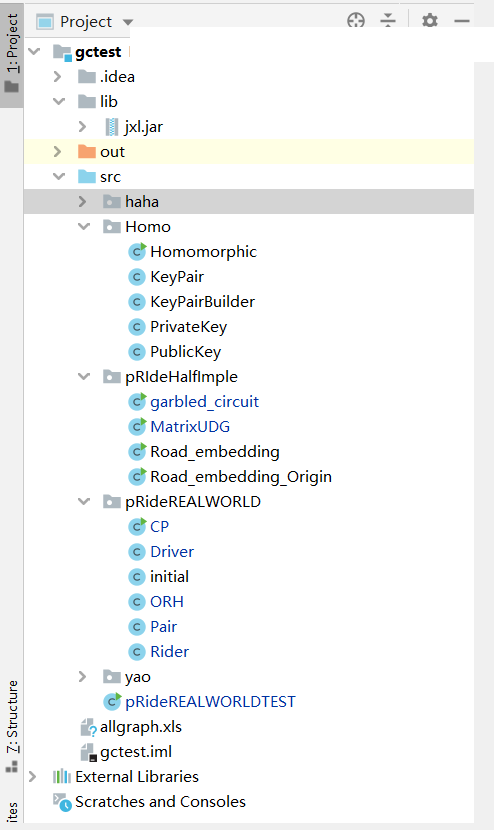 1: Project
Project
gctest
.idea
lib
jxl.jar
out
src
haha
Homo
Homomorphic
KeyPair
KeyPairBuilder
PrivateKey
PublicKey
pRIdeHalfImple
garbled_circuit
MatrixUDG
Road_embedding
Road_embedding_Origin
pRideREALWORLD
CP
Driver
initial
ORH
Pair
Rider
yao
pRideREALWORLDTEST
allgraph.xls
gctest.iml
External Libraries
Scratches and Consoles
7: Structure
ites